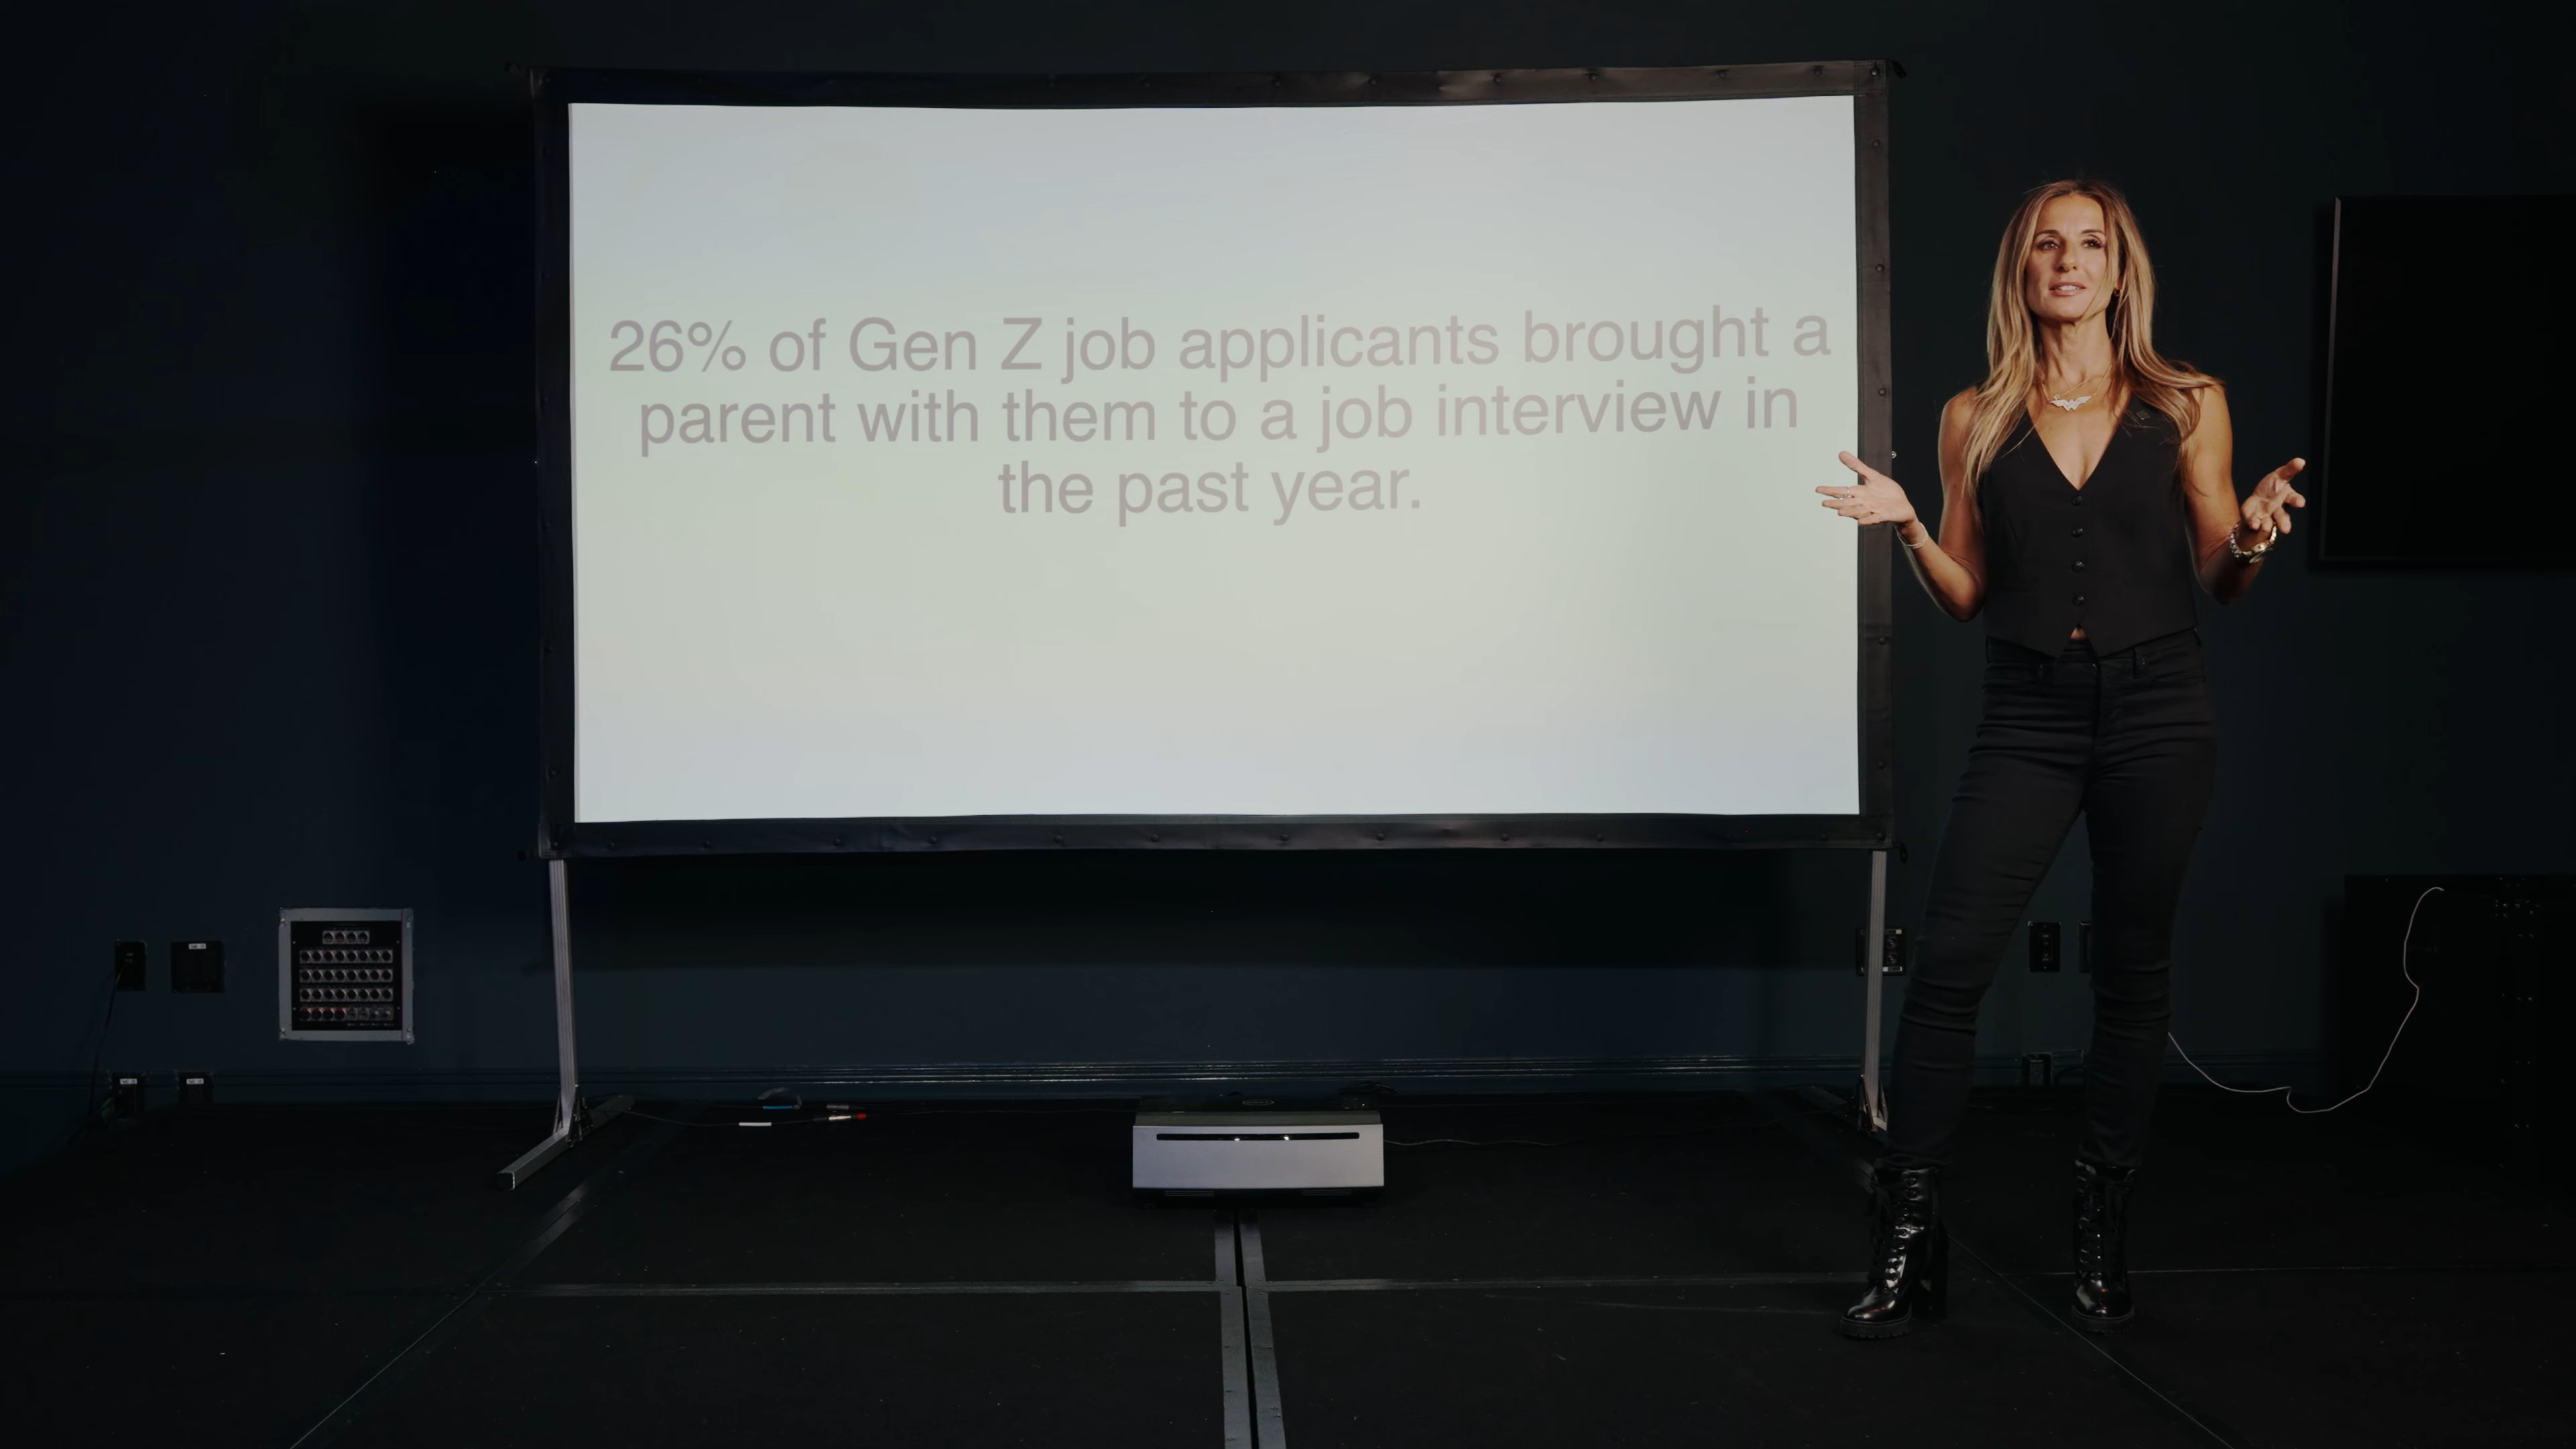 26% of Gen Z job applicants brought a
parent with them to a job interview in
the past year.